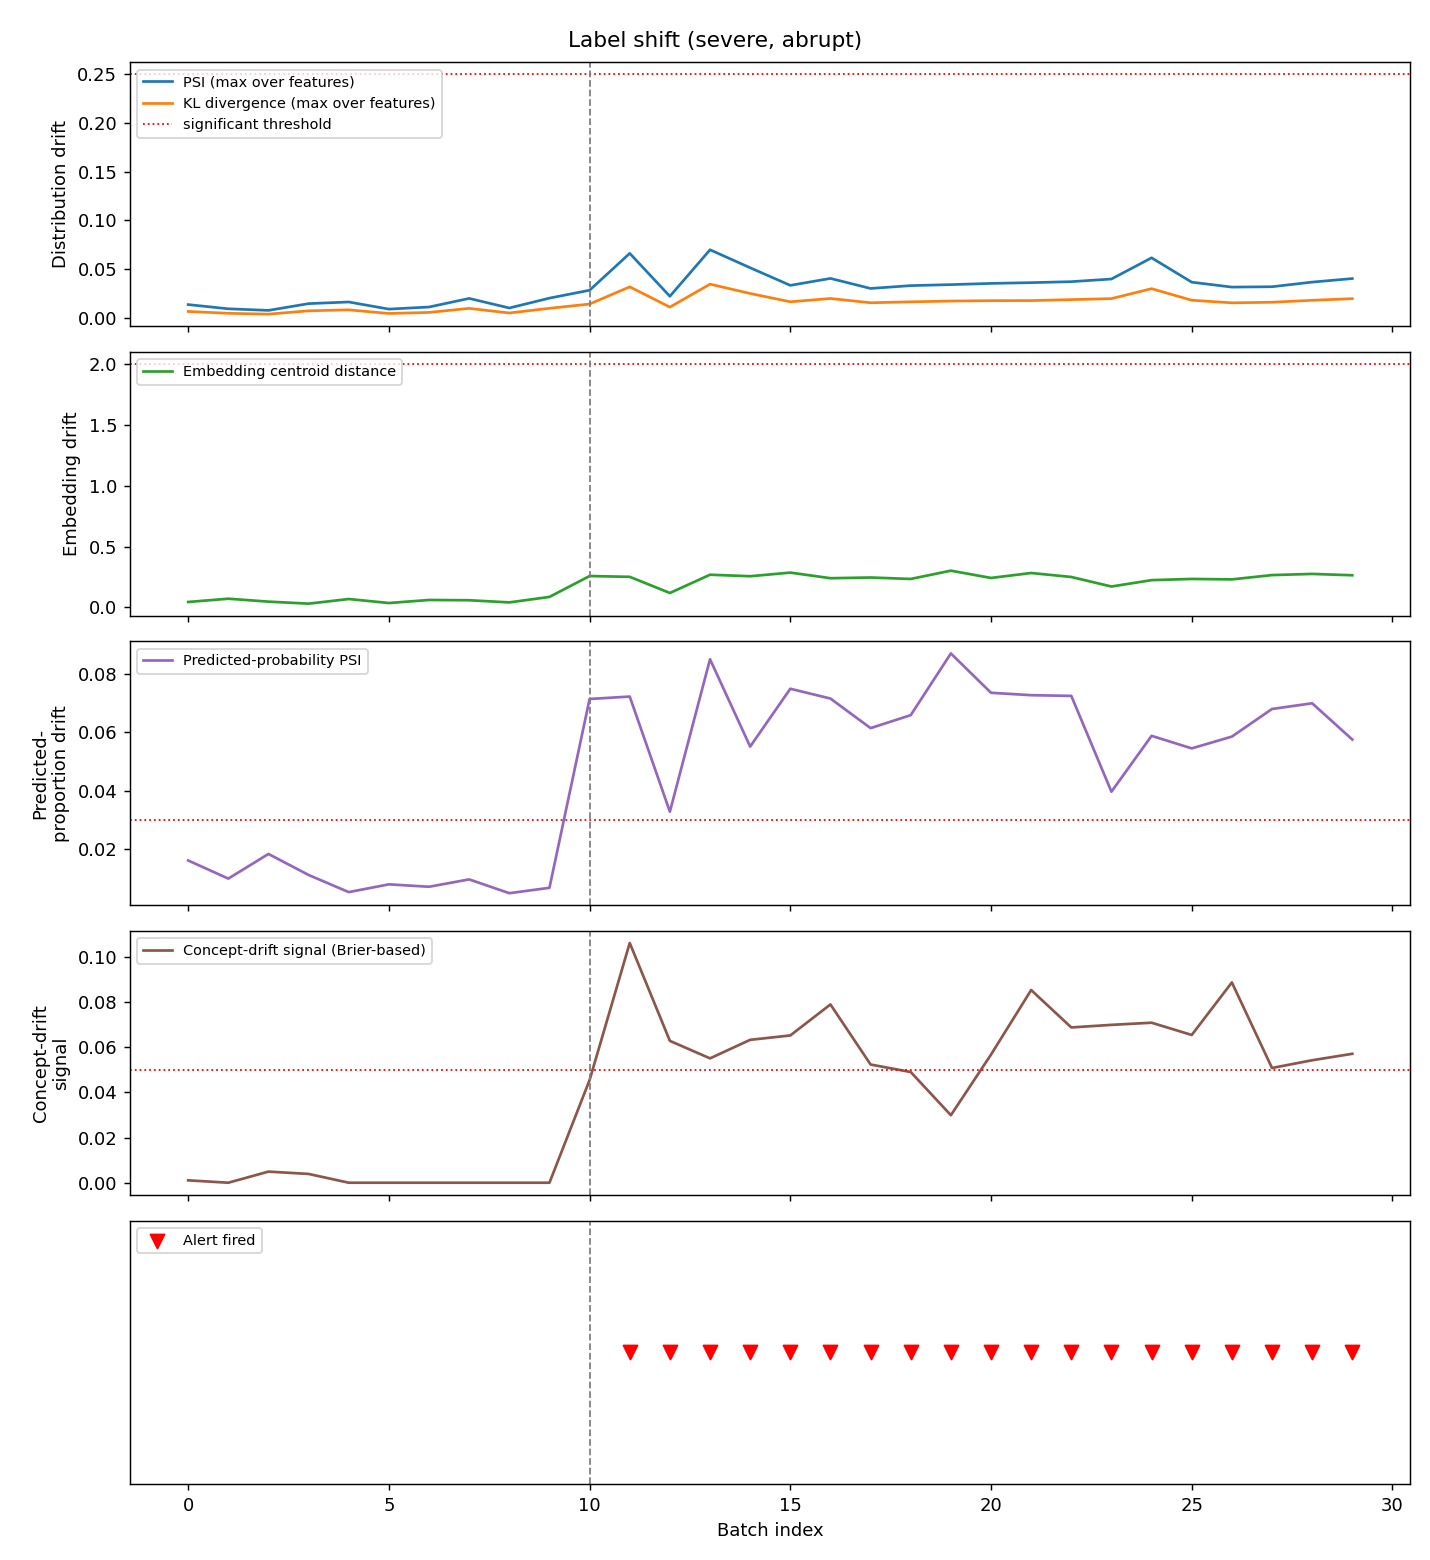 Label shift (severe, abrupt)
Distribution drift
0.25
0.20
0.15
0.10
0.05
0.00
PSI (max over features)
KL divergence (max over features)
significant threshold
Embedding drift
2.0
1.5
1.0
0.5
0.0
Embedding centroid distance
Predicted-
proportion drift
0.08
0.06
0.04
0.02
Predicted-probability PSI
Concept-drift
signal
0.10
0.08
0.06
0.04
0.02
0.00
Concept-drift signal (Brier-based)
Alert fired
0 5 10 15 20 25 30
Batch index